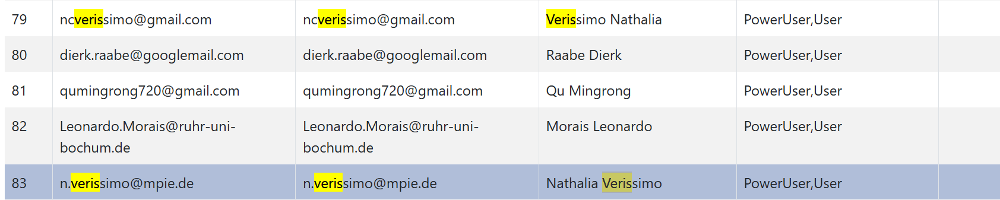 79 ncverissimo@gmail.com ncverissimo@gmail.com Verissimo Nathalia PowerUser,User
80 dierk.raabe@googlemail.com dierk.raabe@googlemail.com Raabe Dierk PowerUser,User
81 qumingrong720@gmail.com qumingrong720@gmail.com Qu Mingrong PowerUser,User
82 Leonardo.Morais@ruhr-uni- Leonardo.Morais@ruhr-uni- Morais Leonardo PowerUser,User
bochum.de bochum.de
83 n.verissimo@mpie.de n.verissimo@mpie.de Nathalia Verissimo PowerUser,User